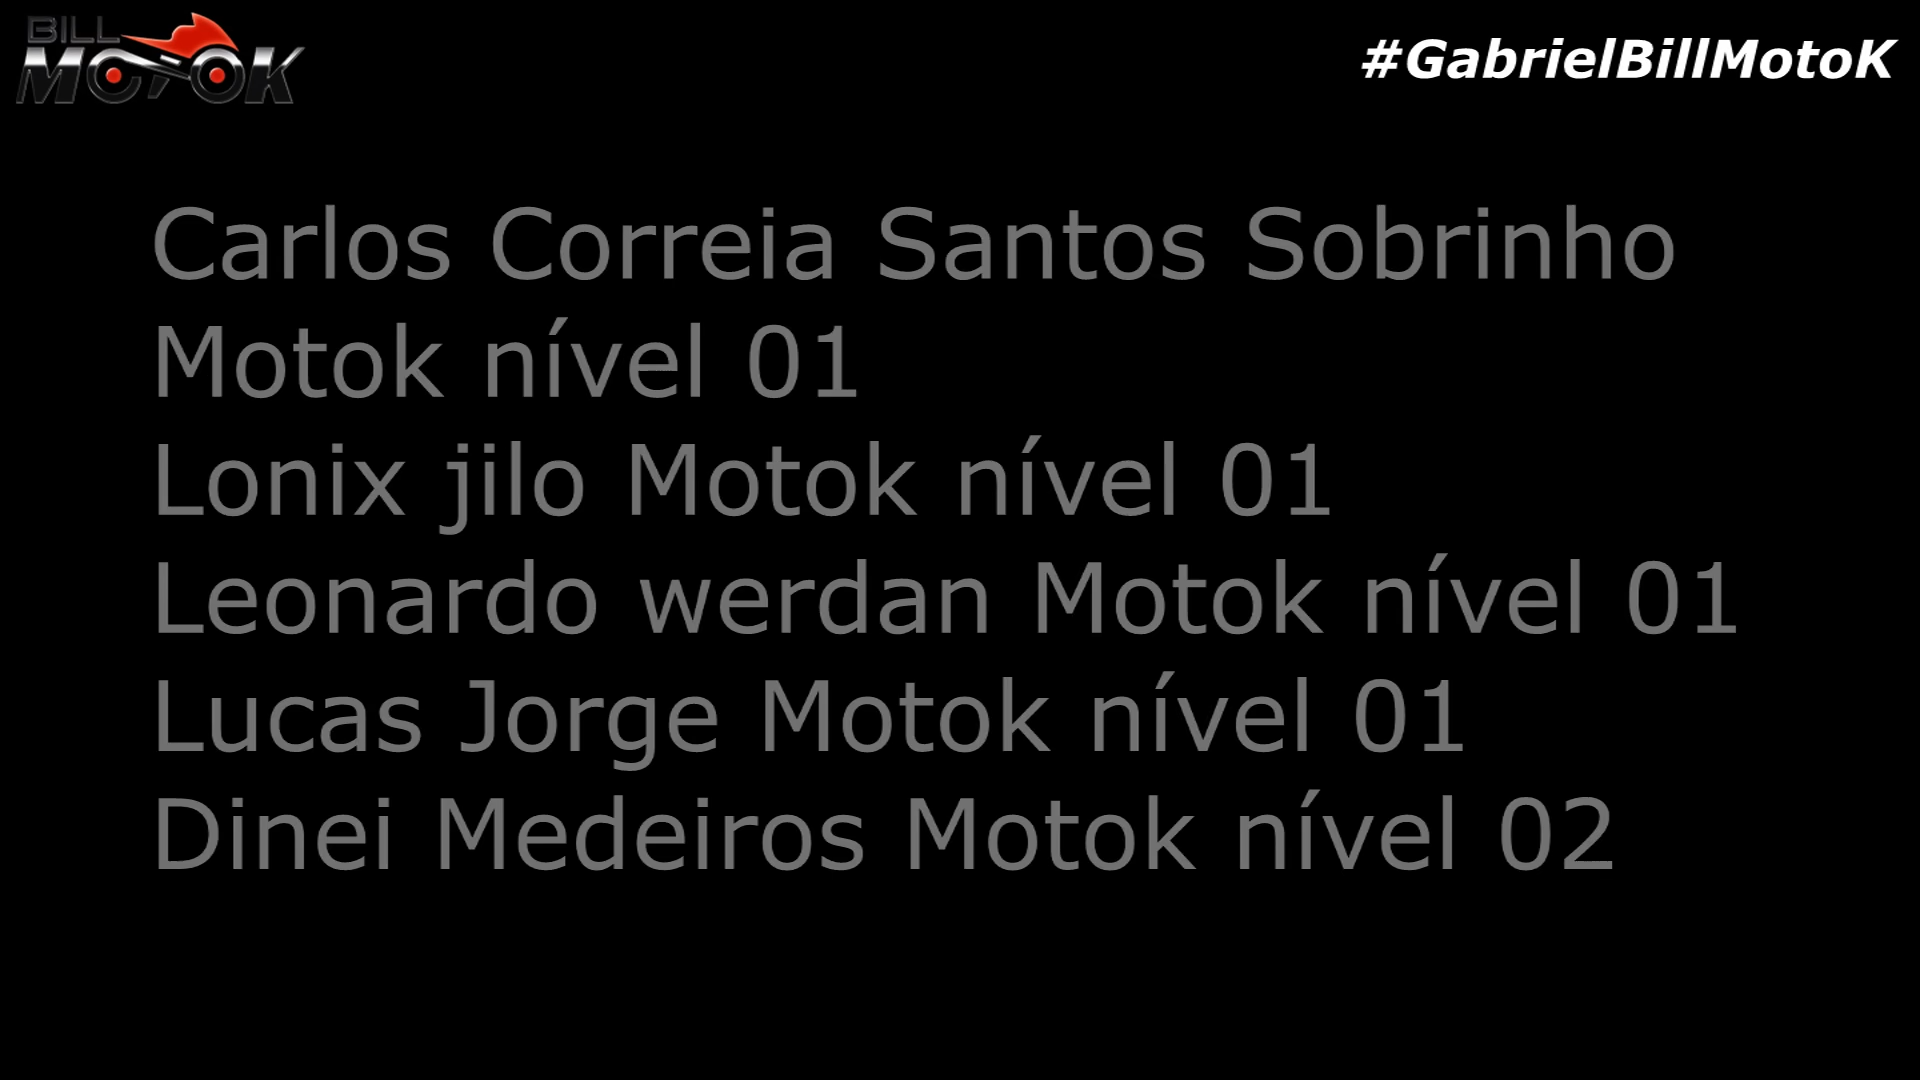 BILL
MOTOK
#GabrielBillMotoK
Carlos Correia Santos Sobrinho
Motok nível 01
Lonix jilo Motok nível 01
Leonardo werdan Motok nível 01
Lucas Jorge Motok nível 01
Dinei Medeiros Motok nível 02